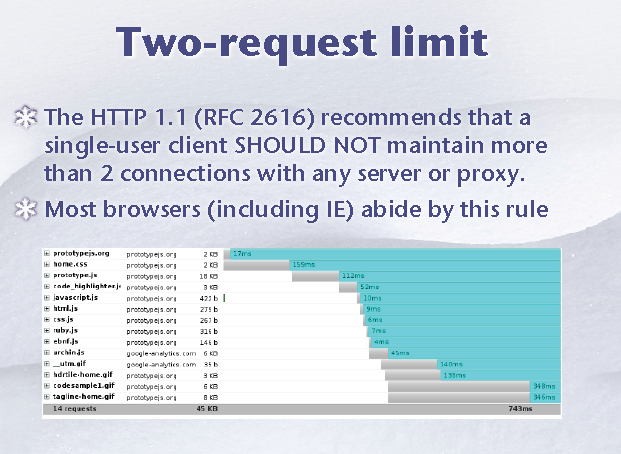 Two-request limit
The HTTP 1.1 (RFC 2616) recommends that a
single-user client SHOULD NOT maintain more
than 2 connections with any server or proxy.
Most browsers (including IE) abide by this rule
prototypejs.org prototypejs.org 2 KB 17ms
home.css prototypejs.org 2 KB 159ms
prototype.js prototypejs.org 18 KB 112ms
code_highlighter.js prototypejs.org 3 KB 52ms
javascript.js prototypejs.org 422 b 10ms
html.js prototypejs.org 275 b 9ms
css.js prototypejs.org 267 b 6ms
ruby.js prototypejs.org 316 b 7ms
ebnf.js prototypejs.org 146 b 4ms
urchin.js google-analytics.com 6 KB 45ms
__utm.gif google-analytics.com 35 b 140ms
hdrtile-home.gif prototypejs.org 3 KB 138ms
codesample1.gif prototypejs.org 6 KB 348ms
tagline-home.gif prototypejs.org 8 KB 346ms
14 requests 45 KB 743ms